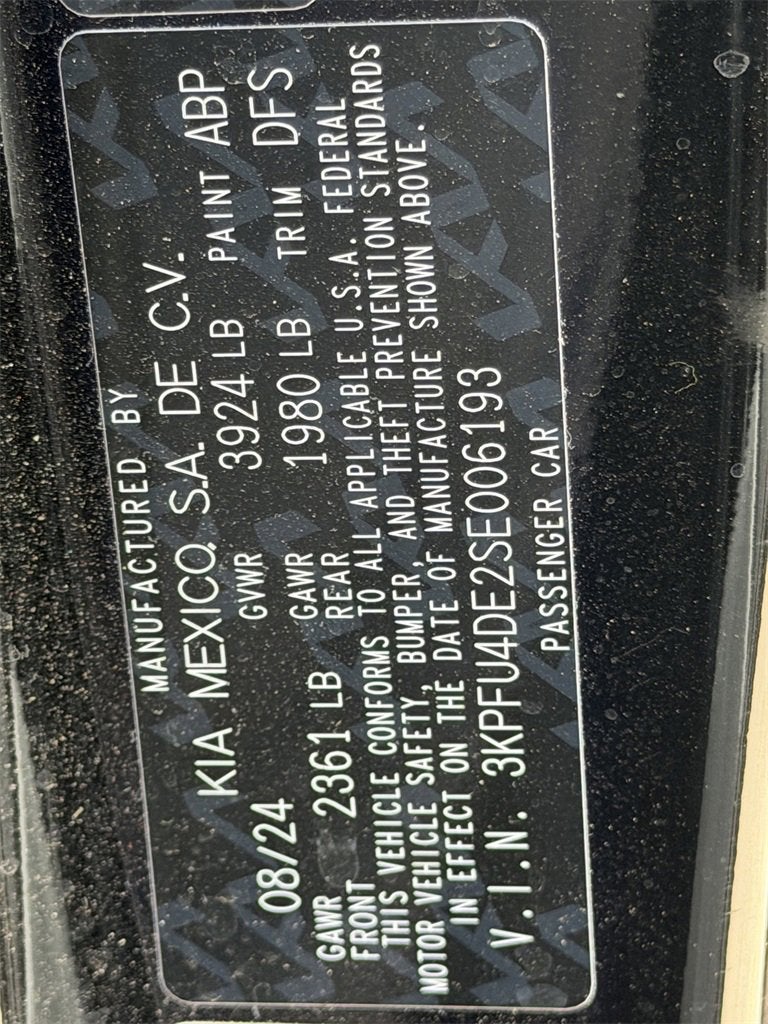 MANUFACTURED BY
KIA MEXICO, S.A. DE C.V.
08/24 GVWR 3924 LB PAINT ABP
GAWR FRONT 2361 LB GAWR REAR 1980 LB TRIM DFS
THIS VEHICLE CONFORMS TO ALL APPLICABLE U.S.A. FEDERAL
MOTOR VEHICLE SAFETY, BUMPER, AND THEFT PREVENTION STANDARDS
IN EFFECT ON THE DATE OF MANUFACTURE SHOWN ABOVE.
V.I.N. 3KPFU4DE2SE006193
PASSENGER CAR